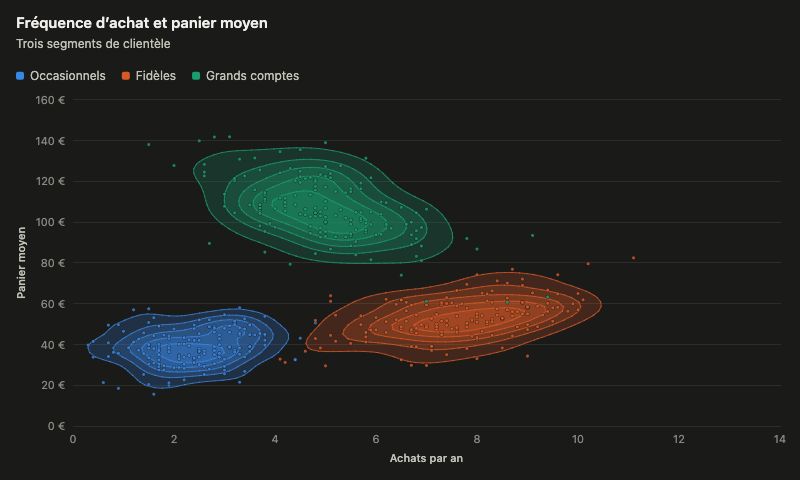 Fréquence d’achat et panier moyen
Trois segments de clientèle
Occasionnels Fidèles Grands comptes
160 €
140 €
120 €
100 €
80 €
60 €
40 €
20 €
0 €
Panier moyen
0 2 4 6 8 10 12 14
Achats par an